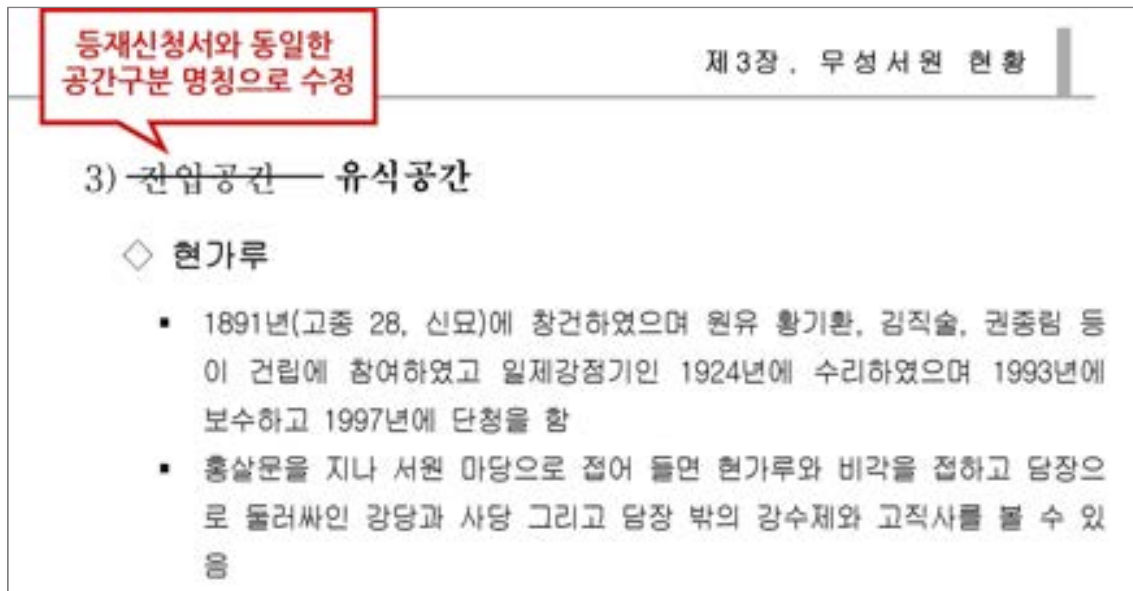 등재신청서와 동일한
공간구분 명칭으로 수정
제3장. 무성서원 현황
3) 진입공간 유식공간
◇ 현가루
▪ 1891년(고종 28, 신묘)에 창건하였으며 원유 황기환, 김직술, 권종림 등
이 건립에 참여하였고 일제강점기인 1924년에 수리하였으며 1993년에
보수하고 1997년에 단청을 함
▪ 홍살문을 지나 서원 마당으로 접어 들면 현가루와 비각을 접하고 담장으
로 둘러싸인 강당과 사당 그리고 담장 밖의 강수제와 고직사를 볼 수 있
음